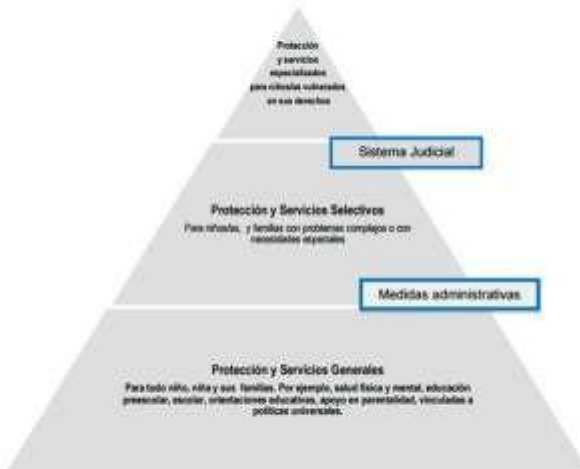 Protección
y servicios
especializados
para niños/as vulnerados
en sus derechos
Sistema Judicial
Protección y Servicios Selectivos
Para niños/as, y familias con problemas complejos o con
necesidades especiales
Medidas administrativas
Protección y Servicios Generales
Para todo niño, niña y sus familias. Por ejemplo, salud física y mental, educación
preescolar, escolar, orientaciones educativas, apoyo en parentalidad, vinculadas a
políticas universales.